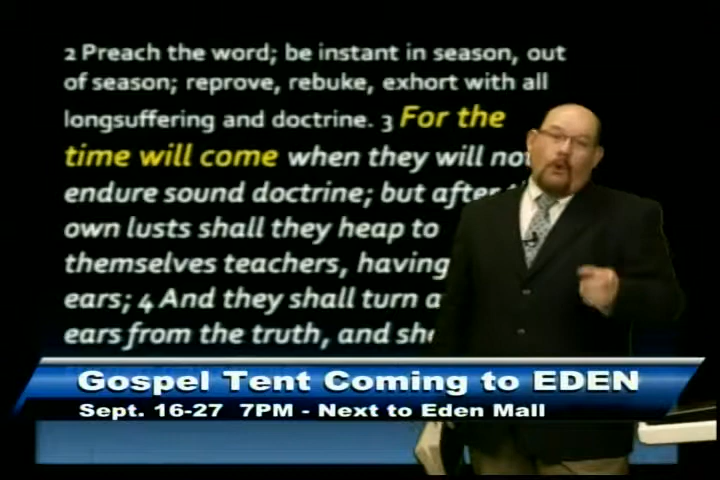 2 Preach the word; be instant in season, out
of season; reprove, rebuke, exhort with all
longsuffering and doctrine. 3 For the
time will come when they will not
endure sound doctrine; but after
own lusts shall they heap to
themselves teachers, having
ears; 4 And they shall turn
ears from the truth, and
Gospel Tent Coming to EDEN
Sept. 16-27 7PM - Next to Eden Mall